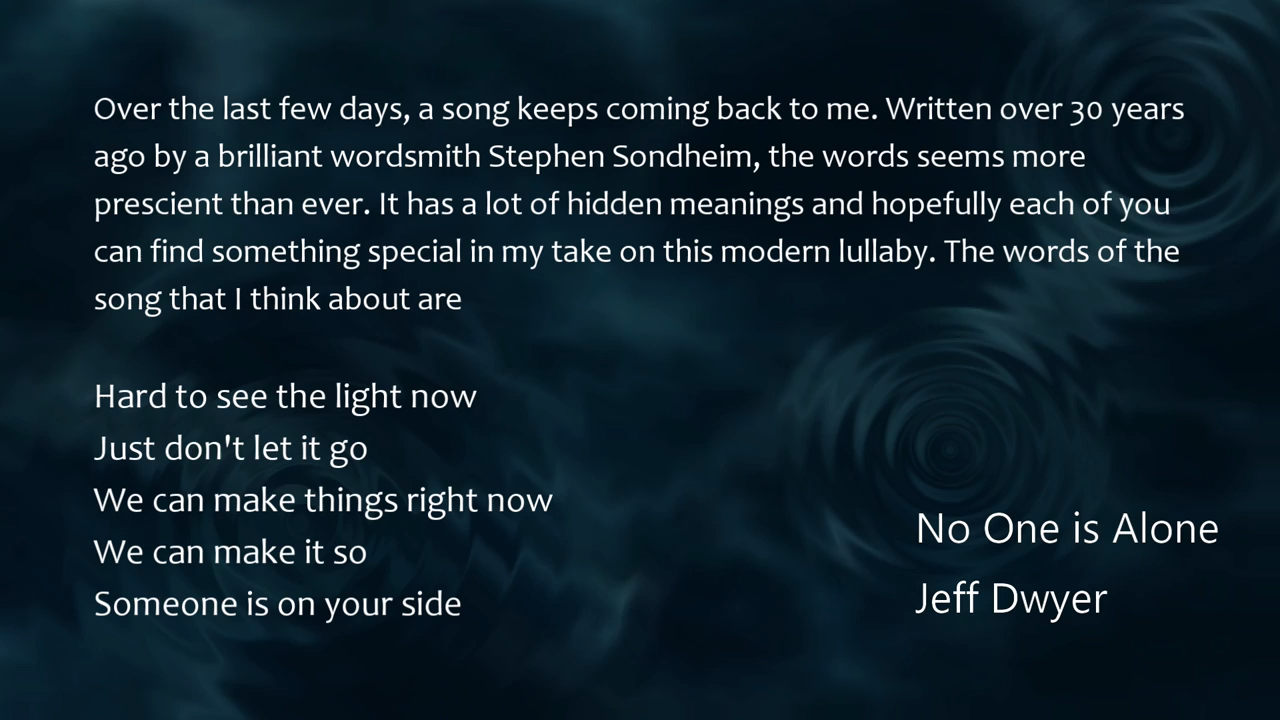 Over the last few days, a song keeps coming back to me. Written over 30 years
ago by a brilliant wordsmith Stephen Sondheim, the words seems more
prescient than ever. It has a lot of hidden meanings and hopefully each of you
can find something special in my take on this modern lullaby. The words of the
song that I think about are
Hard to see the light now
Just don't let it go
We can make things right now
We can make it so
Someone is on your side
No One is Alone
Jeff Dwyer